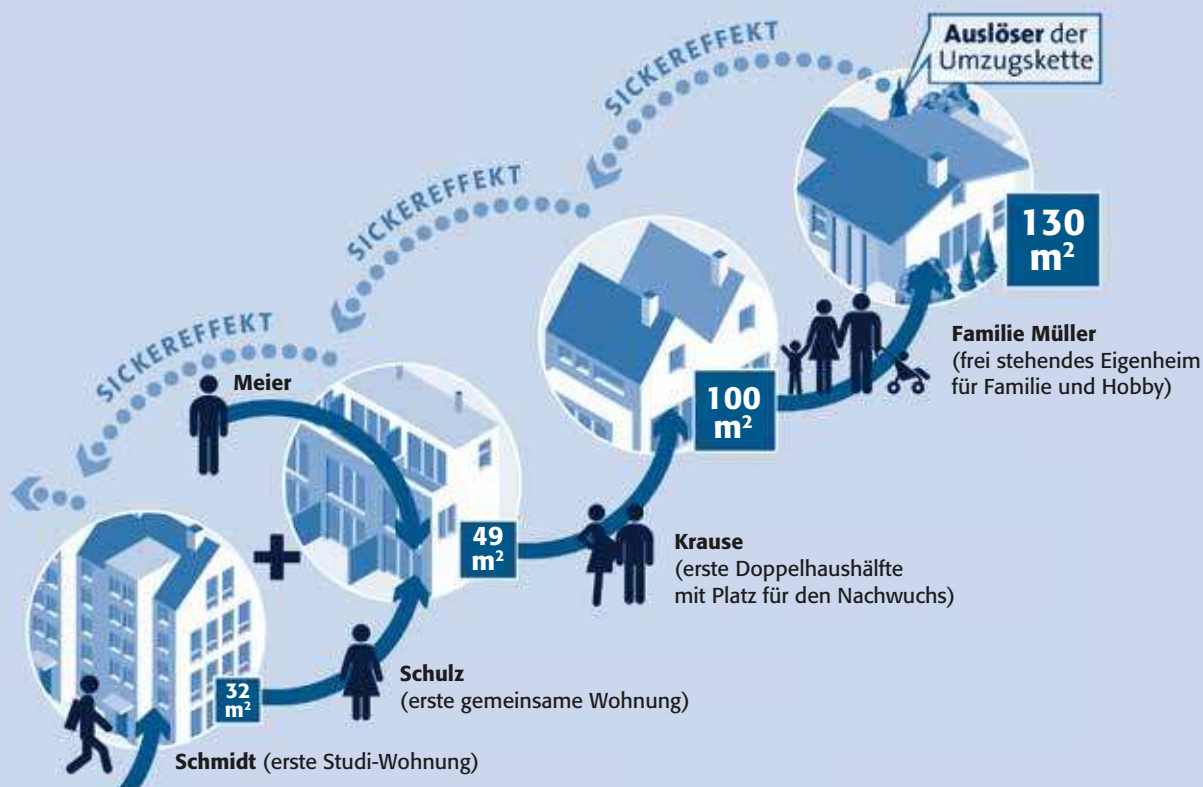 Auslöser der
Umzugskette
SICKEREFFEKT
130
m²
Familie Müller
(frei stehendes Eigenheim
für Familie und Hobby)
SICKEREFFEKT
100
m²
Krause
(erste Doppelhaushälfte
mit Platz für den Nachwuchs)
SICKEREFFEKT
Meier
49
m²
Schulz
(erste gemeinsame Wohnung)
32
m²
Schmidt (erste Studi-Wohnung)